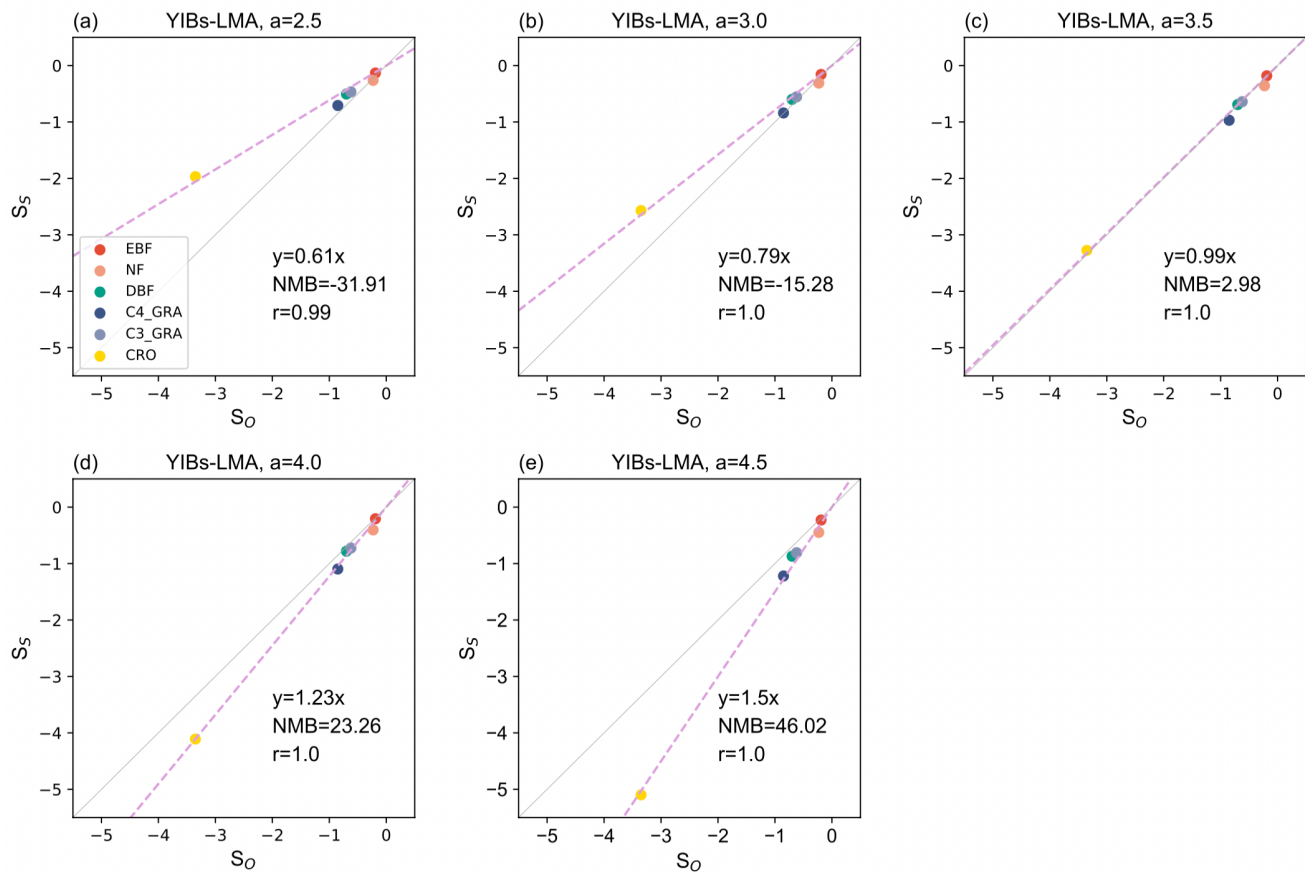 (a) YIBs-LMA, a=2.5
0
−1
−2
−3
−4
−5
S_S
EBF
NF
DBF
C4_GRA
C3_GRA
CRO
y=0.61x
NMB=-31.91
r=0.99
−5 −4 −3 −2 −1 0
S_O
(b) YIBs-LMA, a=3.0
0
−1
−2
−3
−4
−5
S_S
y=0.79x
NMB=-15.28
r=1.0
−5 −4 −3 −2 −1 0
S_O
(c) YIBs-LMA, a=3.5
0
−1
−2
−3
−4
−5
S_S
y=0.99x
NMB=2.98
r=1.0
−5 −4 −3 −2 −1 0
S_O
(d) YIBs-LMA, a=4.0
0
−1
−2
−3
−4
−5
S_S
y=1.23x
NMB=23.26
r=1.0
−5 −4 −3 −2 −1 0
S_O
(e) YIBs-LMA, a=4.5
0
−1
−2
−3
−4
−5
S_S
y=1.5x
NMB=46.02
r=1.0
−5 −4 −3 −2 −1 0
S_O